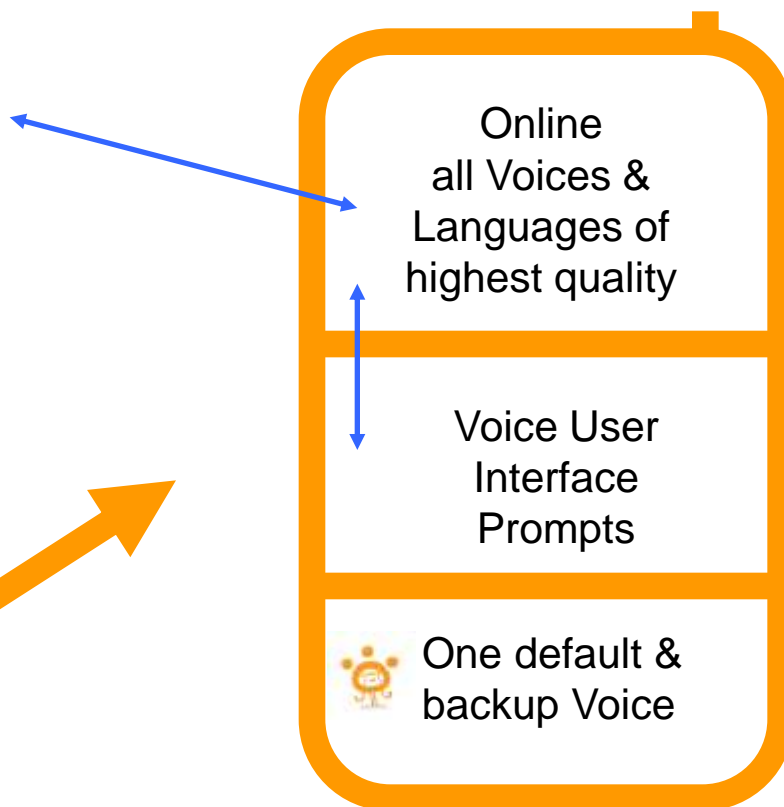 Online
all Voices &
Languages of
highest quality
Voice User
Interface
Prompts
One default &
backup Voice